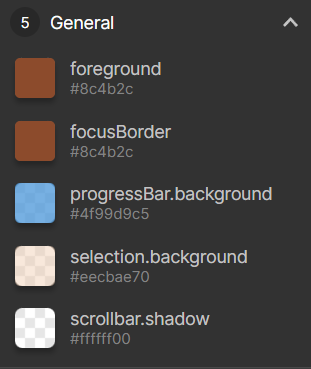 5 General
foreground
#8c4b2c
focusBorder
#8c4b2c
progressBar.background
#4f99d9c5
selection.background
#eecbae70
scrollbar.shadow
#ffffff00